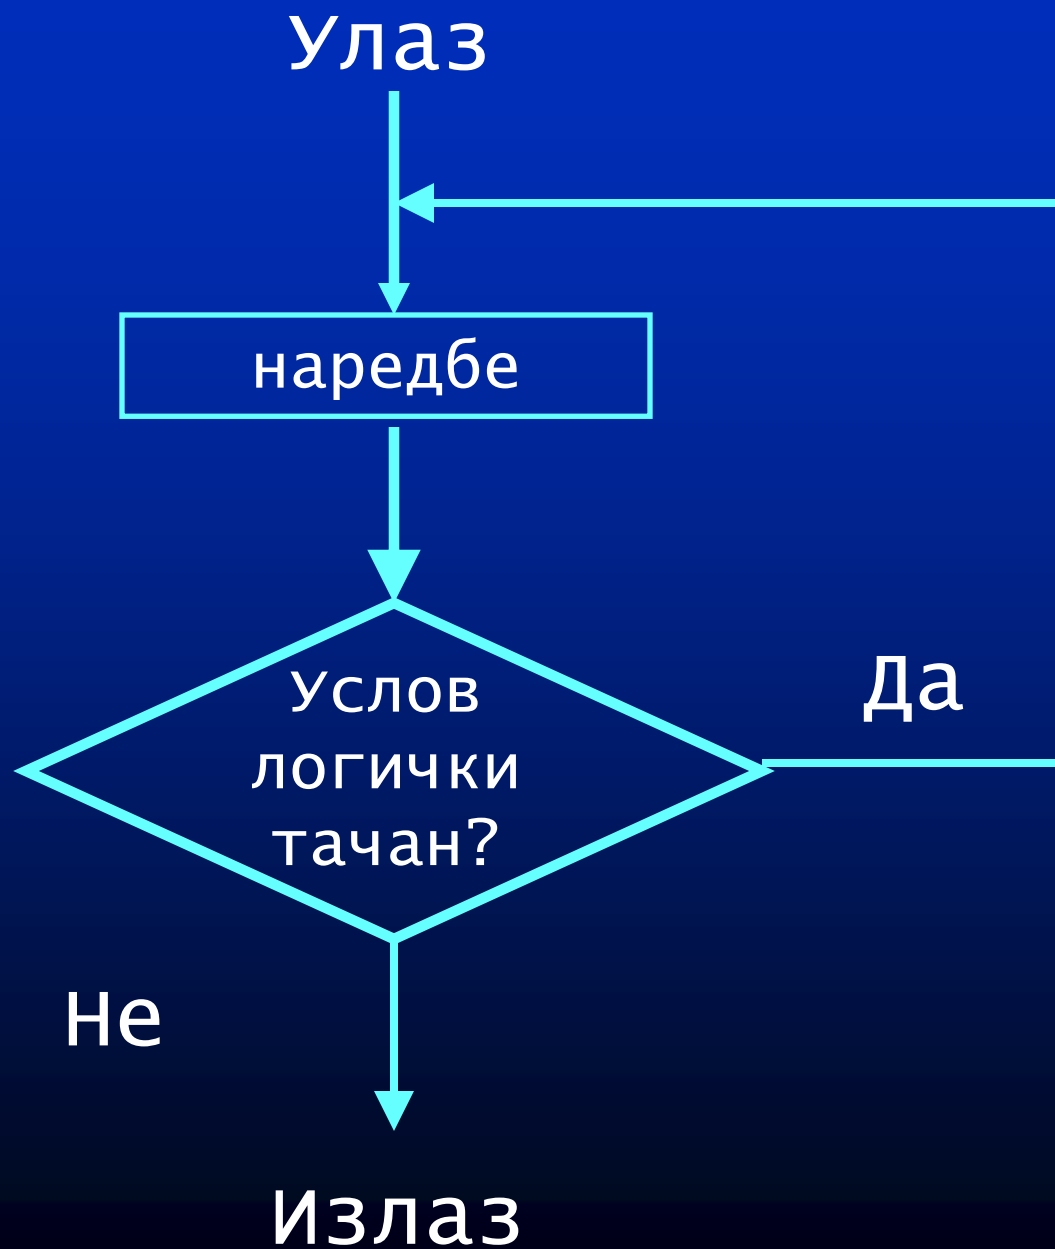 Улаз
наредбе
Услов
логички
тачан?
Да
Не
Излаз